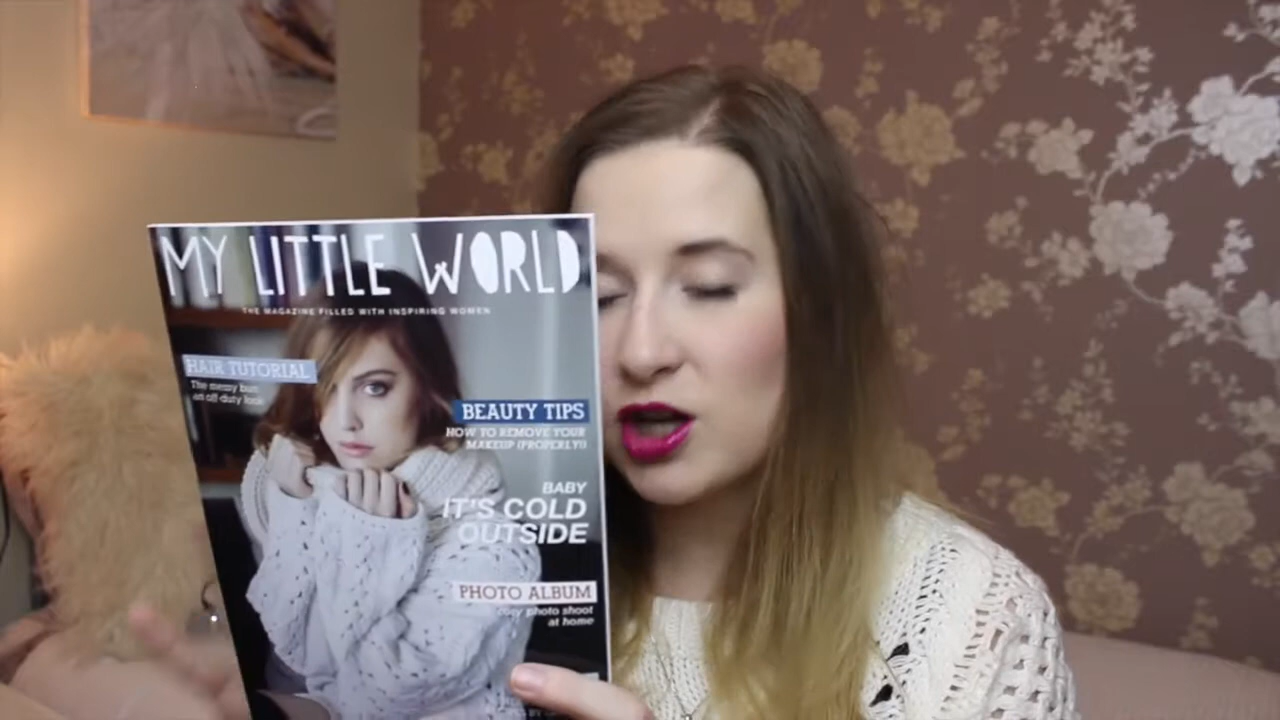 MY LITTLE WORLD
THE MAGAZINE FILLED WITH INSPIRING WOMEN
HAIR TUTORIAL
The messy bun
an off-duty look
BEAUTY TIPS
HOW TO REMOVE YOUR
MAKEUP (PROPERLY!)
BABY
IT'S COLD
OUTSIDE
PHOTO ALBUM
cosy photo shoot
at home